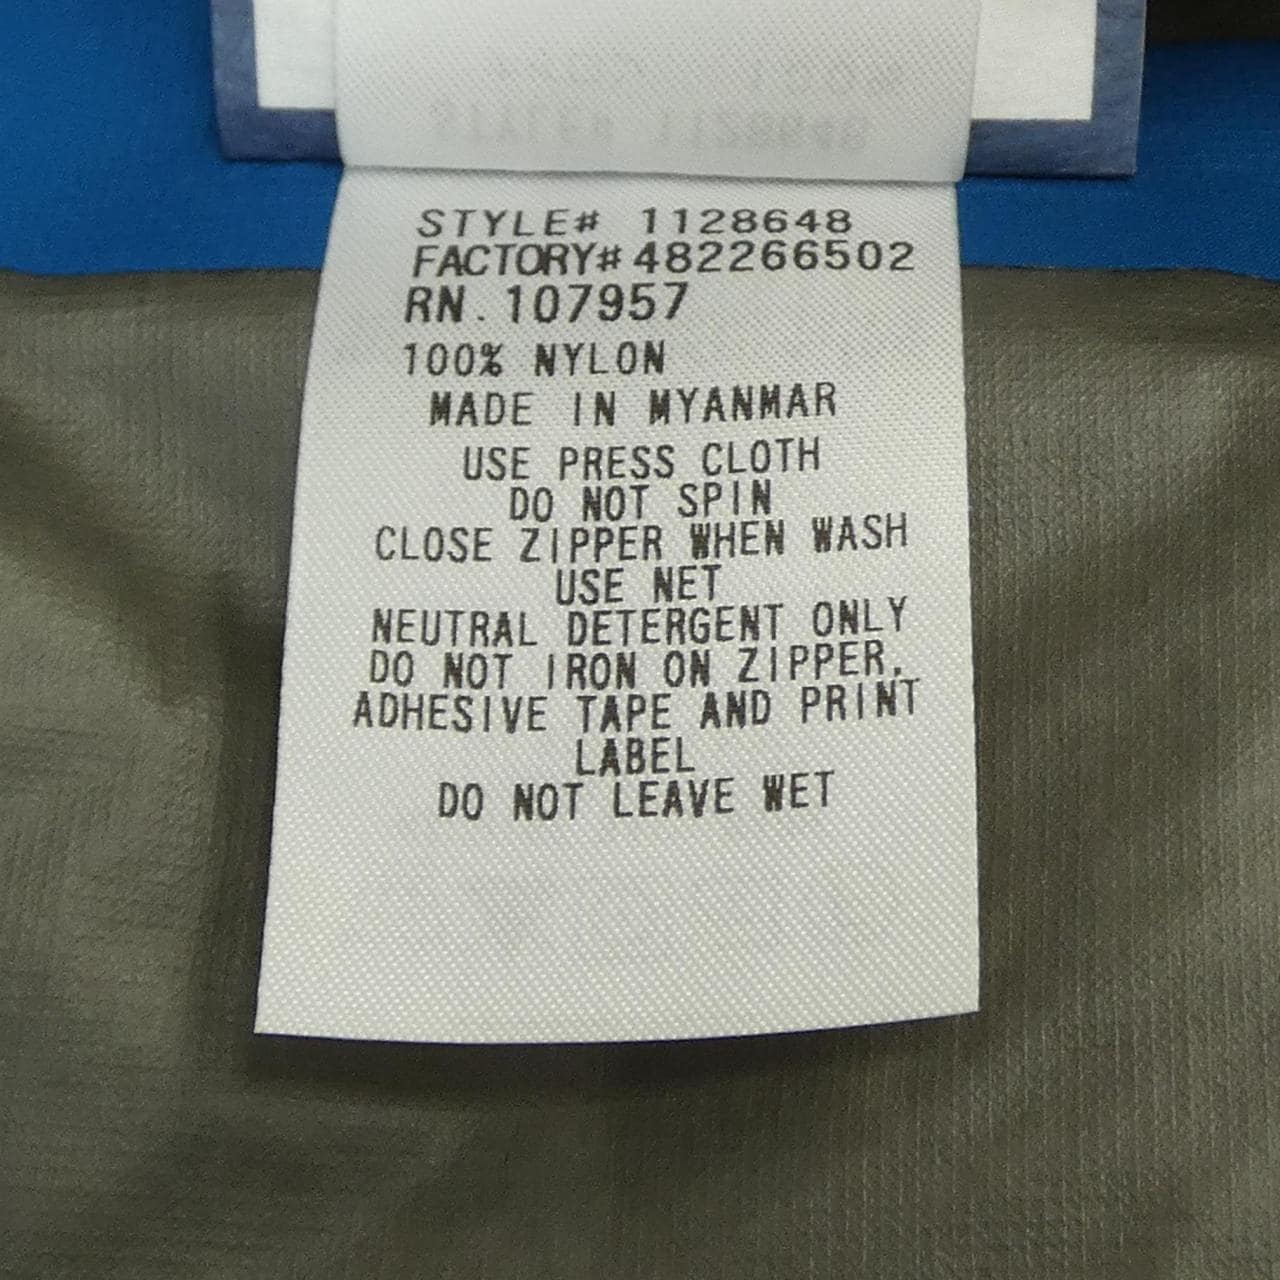 STYLE# 1128648
FACTORY# 482266502
RN. 107957
100% NYLON
MADE IN MYANMAR
USE PRESS CLOTH
DO NOT SPIN
CLOSE ZIPPER WHEN WASH
USE NET
NEUTRAL DETERGENT ONLY
DO NOT IRON ON ZIPPER,
ADHESIVE TAPE AND PRINT
LABEL
DO NOT LEAVE WET